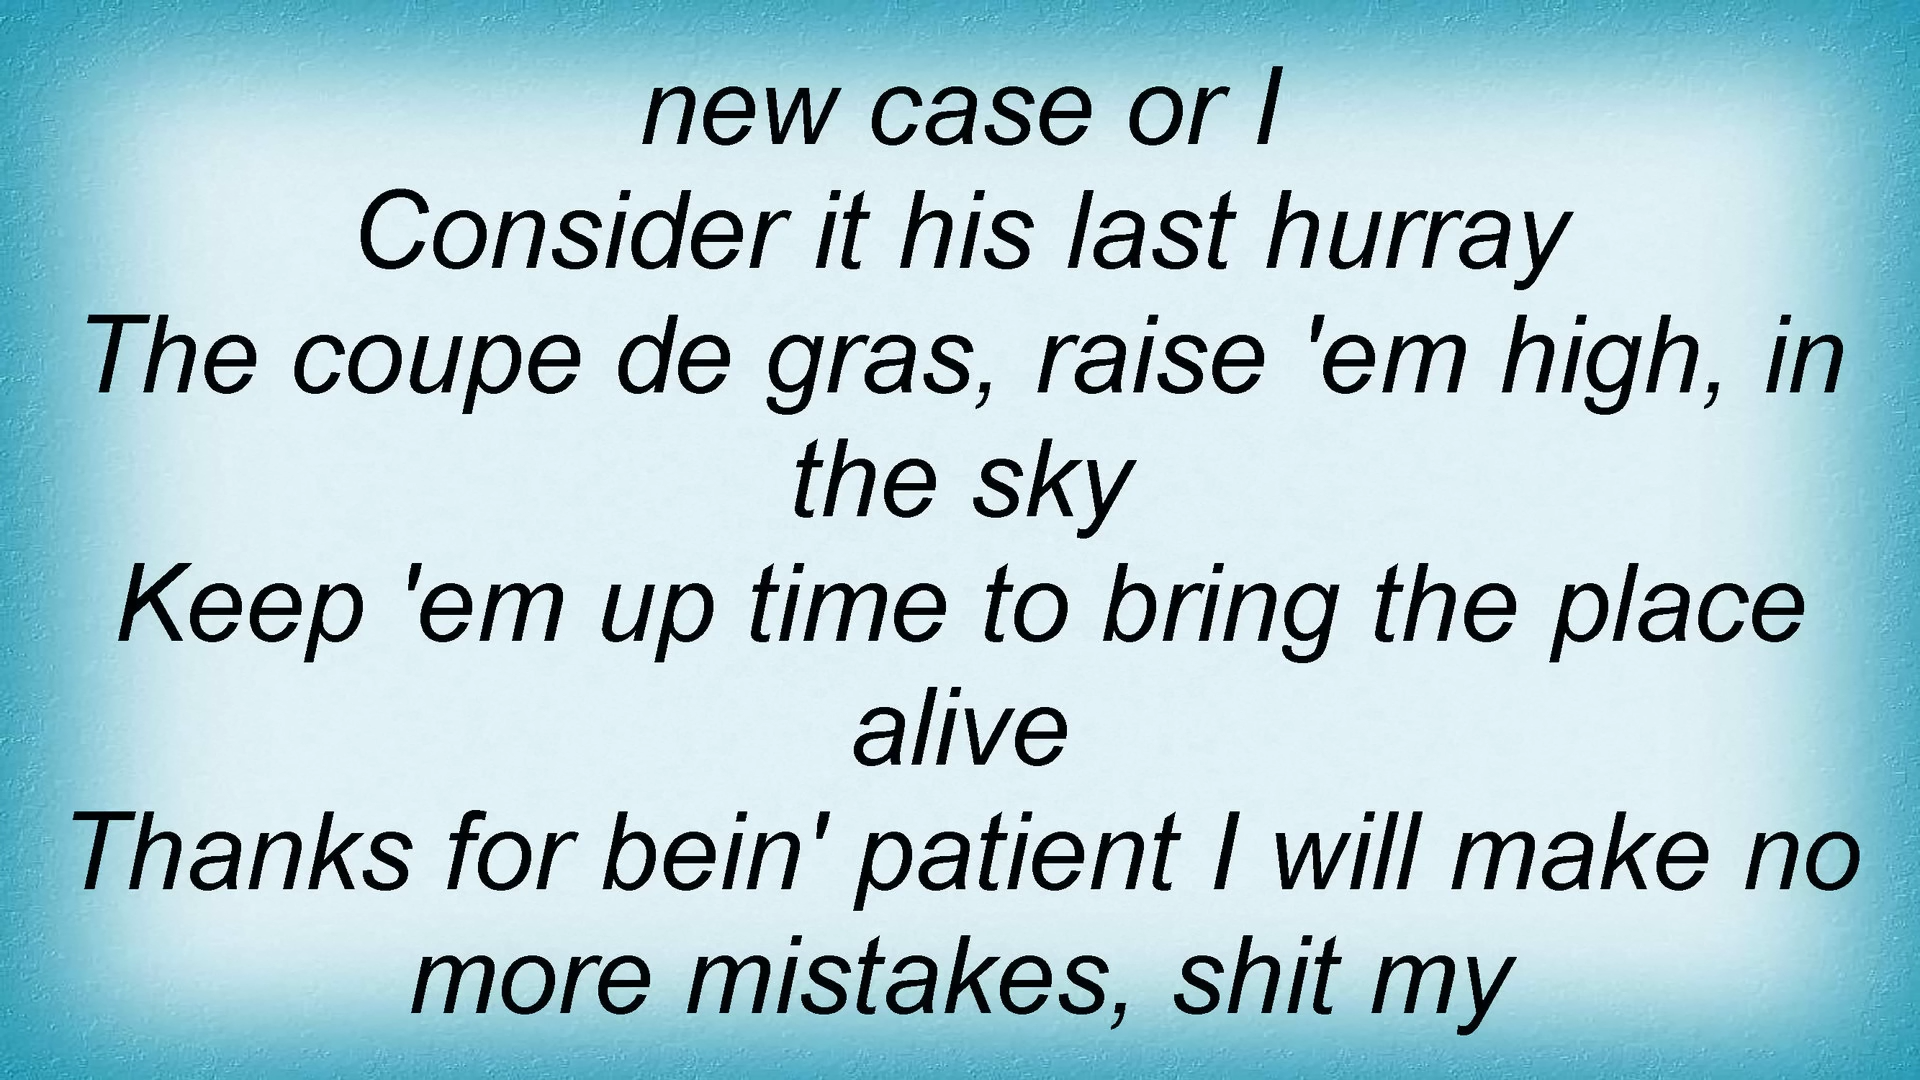 new case or I
Consider it his last hurray
The coupe de gras, raise 'em high, in
the sky
Keep 'em up time to bring the place
alive
Thanks for bein' patient I will make no
more mistakes, shit my